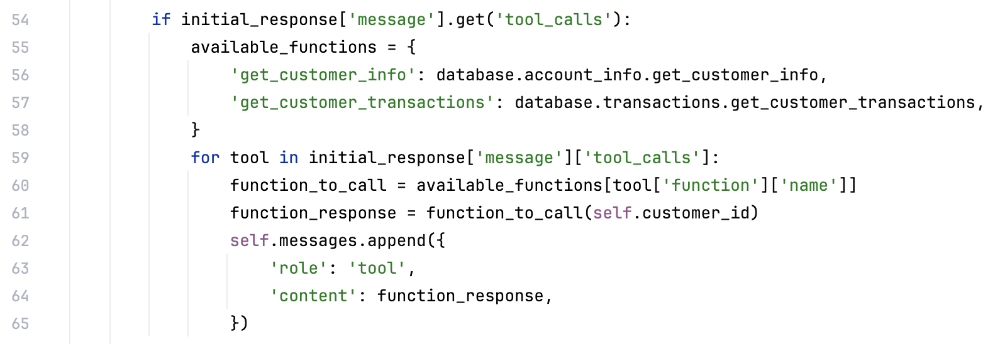 54 if initial_response['message'].get('tool_calls'):
55 available_functions = {
56 'get_customer_info': database.account_info.get_customer_info,
57 'get_customer_transactions': database.transactions.get_customer_transactions,
58 }
59 for tool in initial_response['message']['tool_calls']:
60 function_to_call = available_functions[tool['function']['name']]
61 function_response = function_to_call(self.customer_id)
62 self.messages.append({
63 'role': 'tool',
64 'content': function_response,
65 })